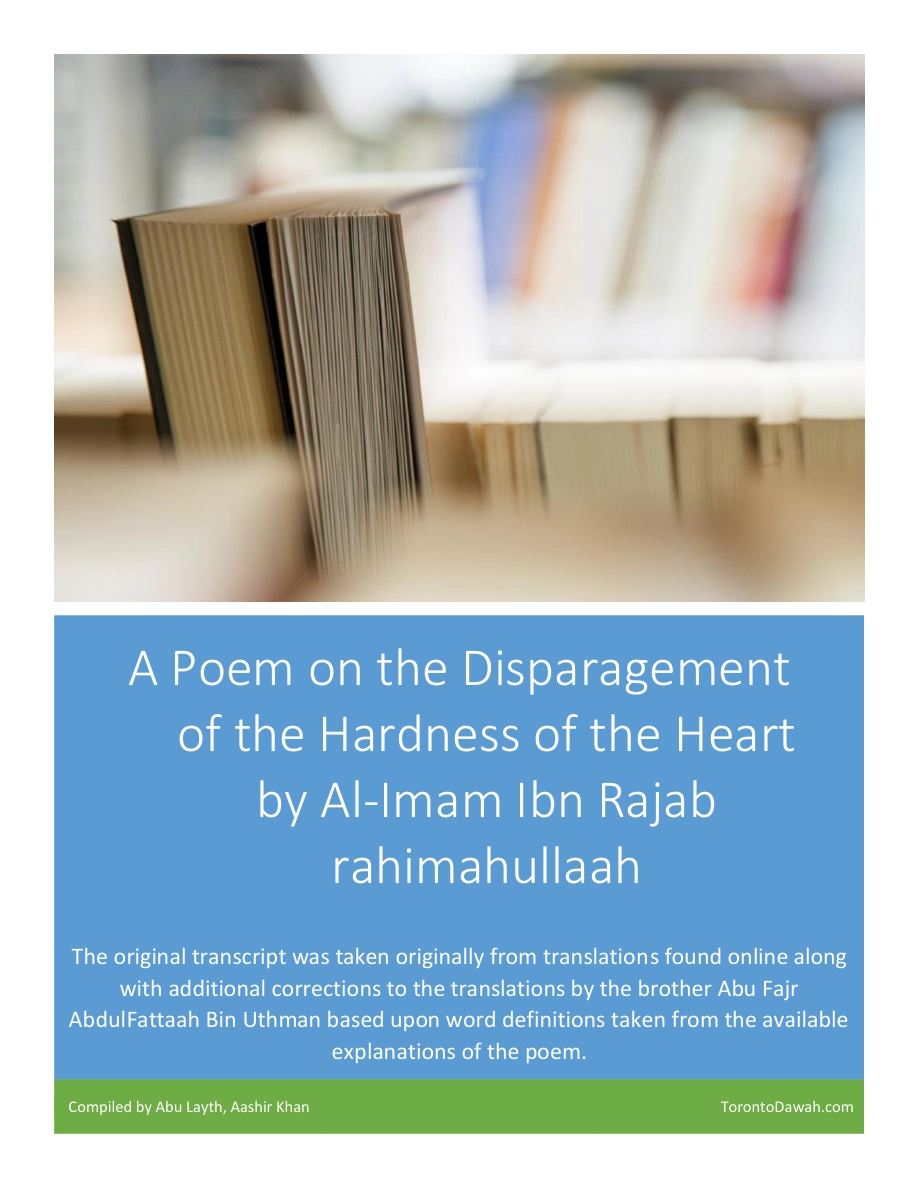 A Poem on the Disparagement
of the Hardness of the Heart
by Al-Imam Ibn Rajab
rahimahullaah
The original transcript was taken originally from translations found online along
with additional corrections to the translations by the brother Abu Fajr
AbdulFattaah Bin Uthman based upon word definitions taken from the available
explanations of the poem.
Compiled by Abu Layth, Aashir Khan
TorontoDawah.com